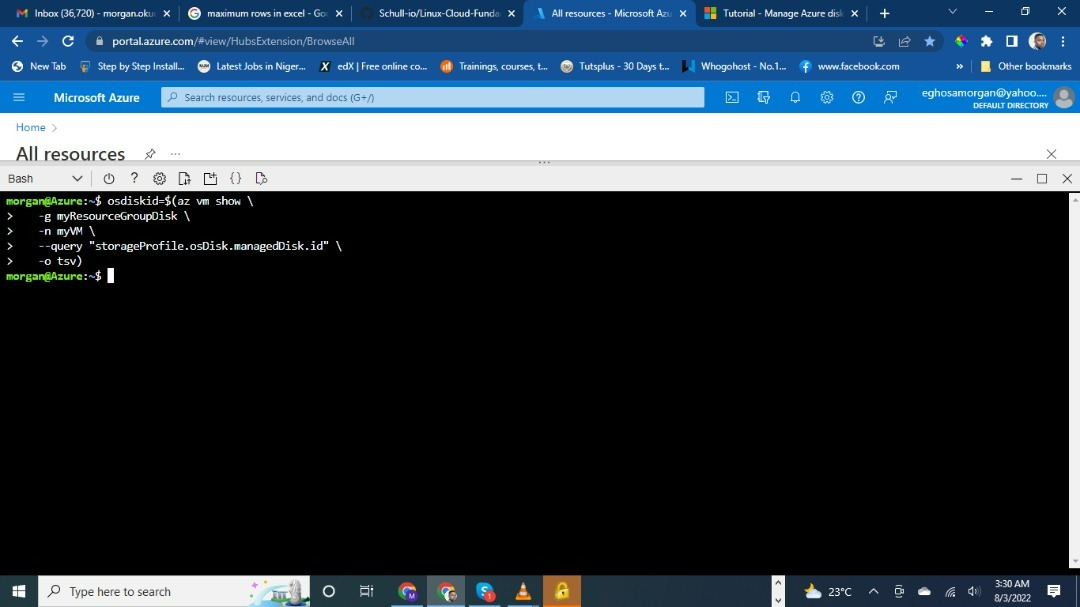 Inbox (36,720) - morgan.oku
maximum rows in excel - Go
Schull-io/Linux-Cloud-Funda
All resources - Microsoft Azu
Tutorial - Manage Azure disk
portal.azure.com/#view/HubsExtension/BrowseAll
New Tab
Step by Step Install...
Latest Jobs in Niger...
edX | Free online co...
Trainings, courses, t...
Tutsplus - 30 Days t...
Whogohost - No.1...
www.facebook.com
»
Other bookmarks
Microsoft Azure
Search resources, services, and docs (G+/)
eghosamorgan@yahoo....
DEFAULT DIRECTORY
Home >
All resources
Bash
morgan@Azure:~$ osdiskid=$(az vm show \
> -g myResourceGroupDisk \
> -n myVM \
> --query "storageProfile.osDisk.managedDisk.id" \
> -o tsv)
morgan@Azure:~$
Type here to search
23°C
3:30 AM
8/3/2022